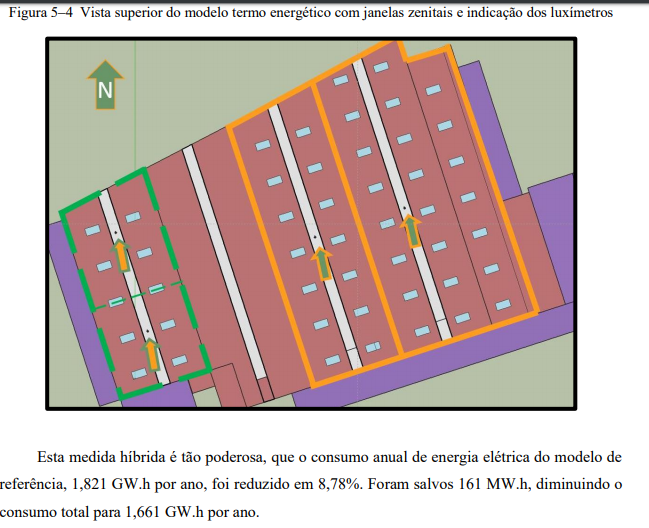 Figura 5–4 Vista superior do modelo termo energético com janelas zenitais e indicação dos luxímetros
N
Esta medida híbrida é tão poderosa, que o consumo anual de energia elétrica do modelo de
referência, 1,821 GW.h por ano, foi reduzido em 8,78%. Foram salvos 161 MW.h, diminuindo o
consumo total para 1,661 GW.h por ano.